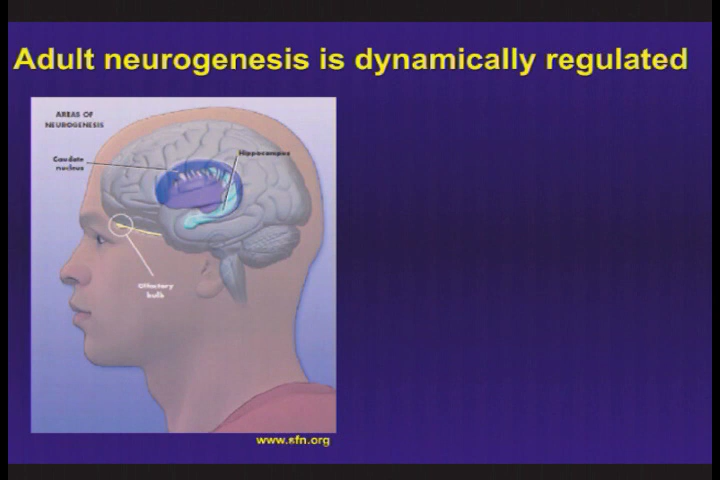 Adult neurogenesis is dynamically regulated
AREAS OF
NEUROGENESIS
Caudate
nucleus
Hippocampus
Olfactory
bulb
www.sfn.org